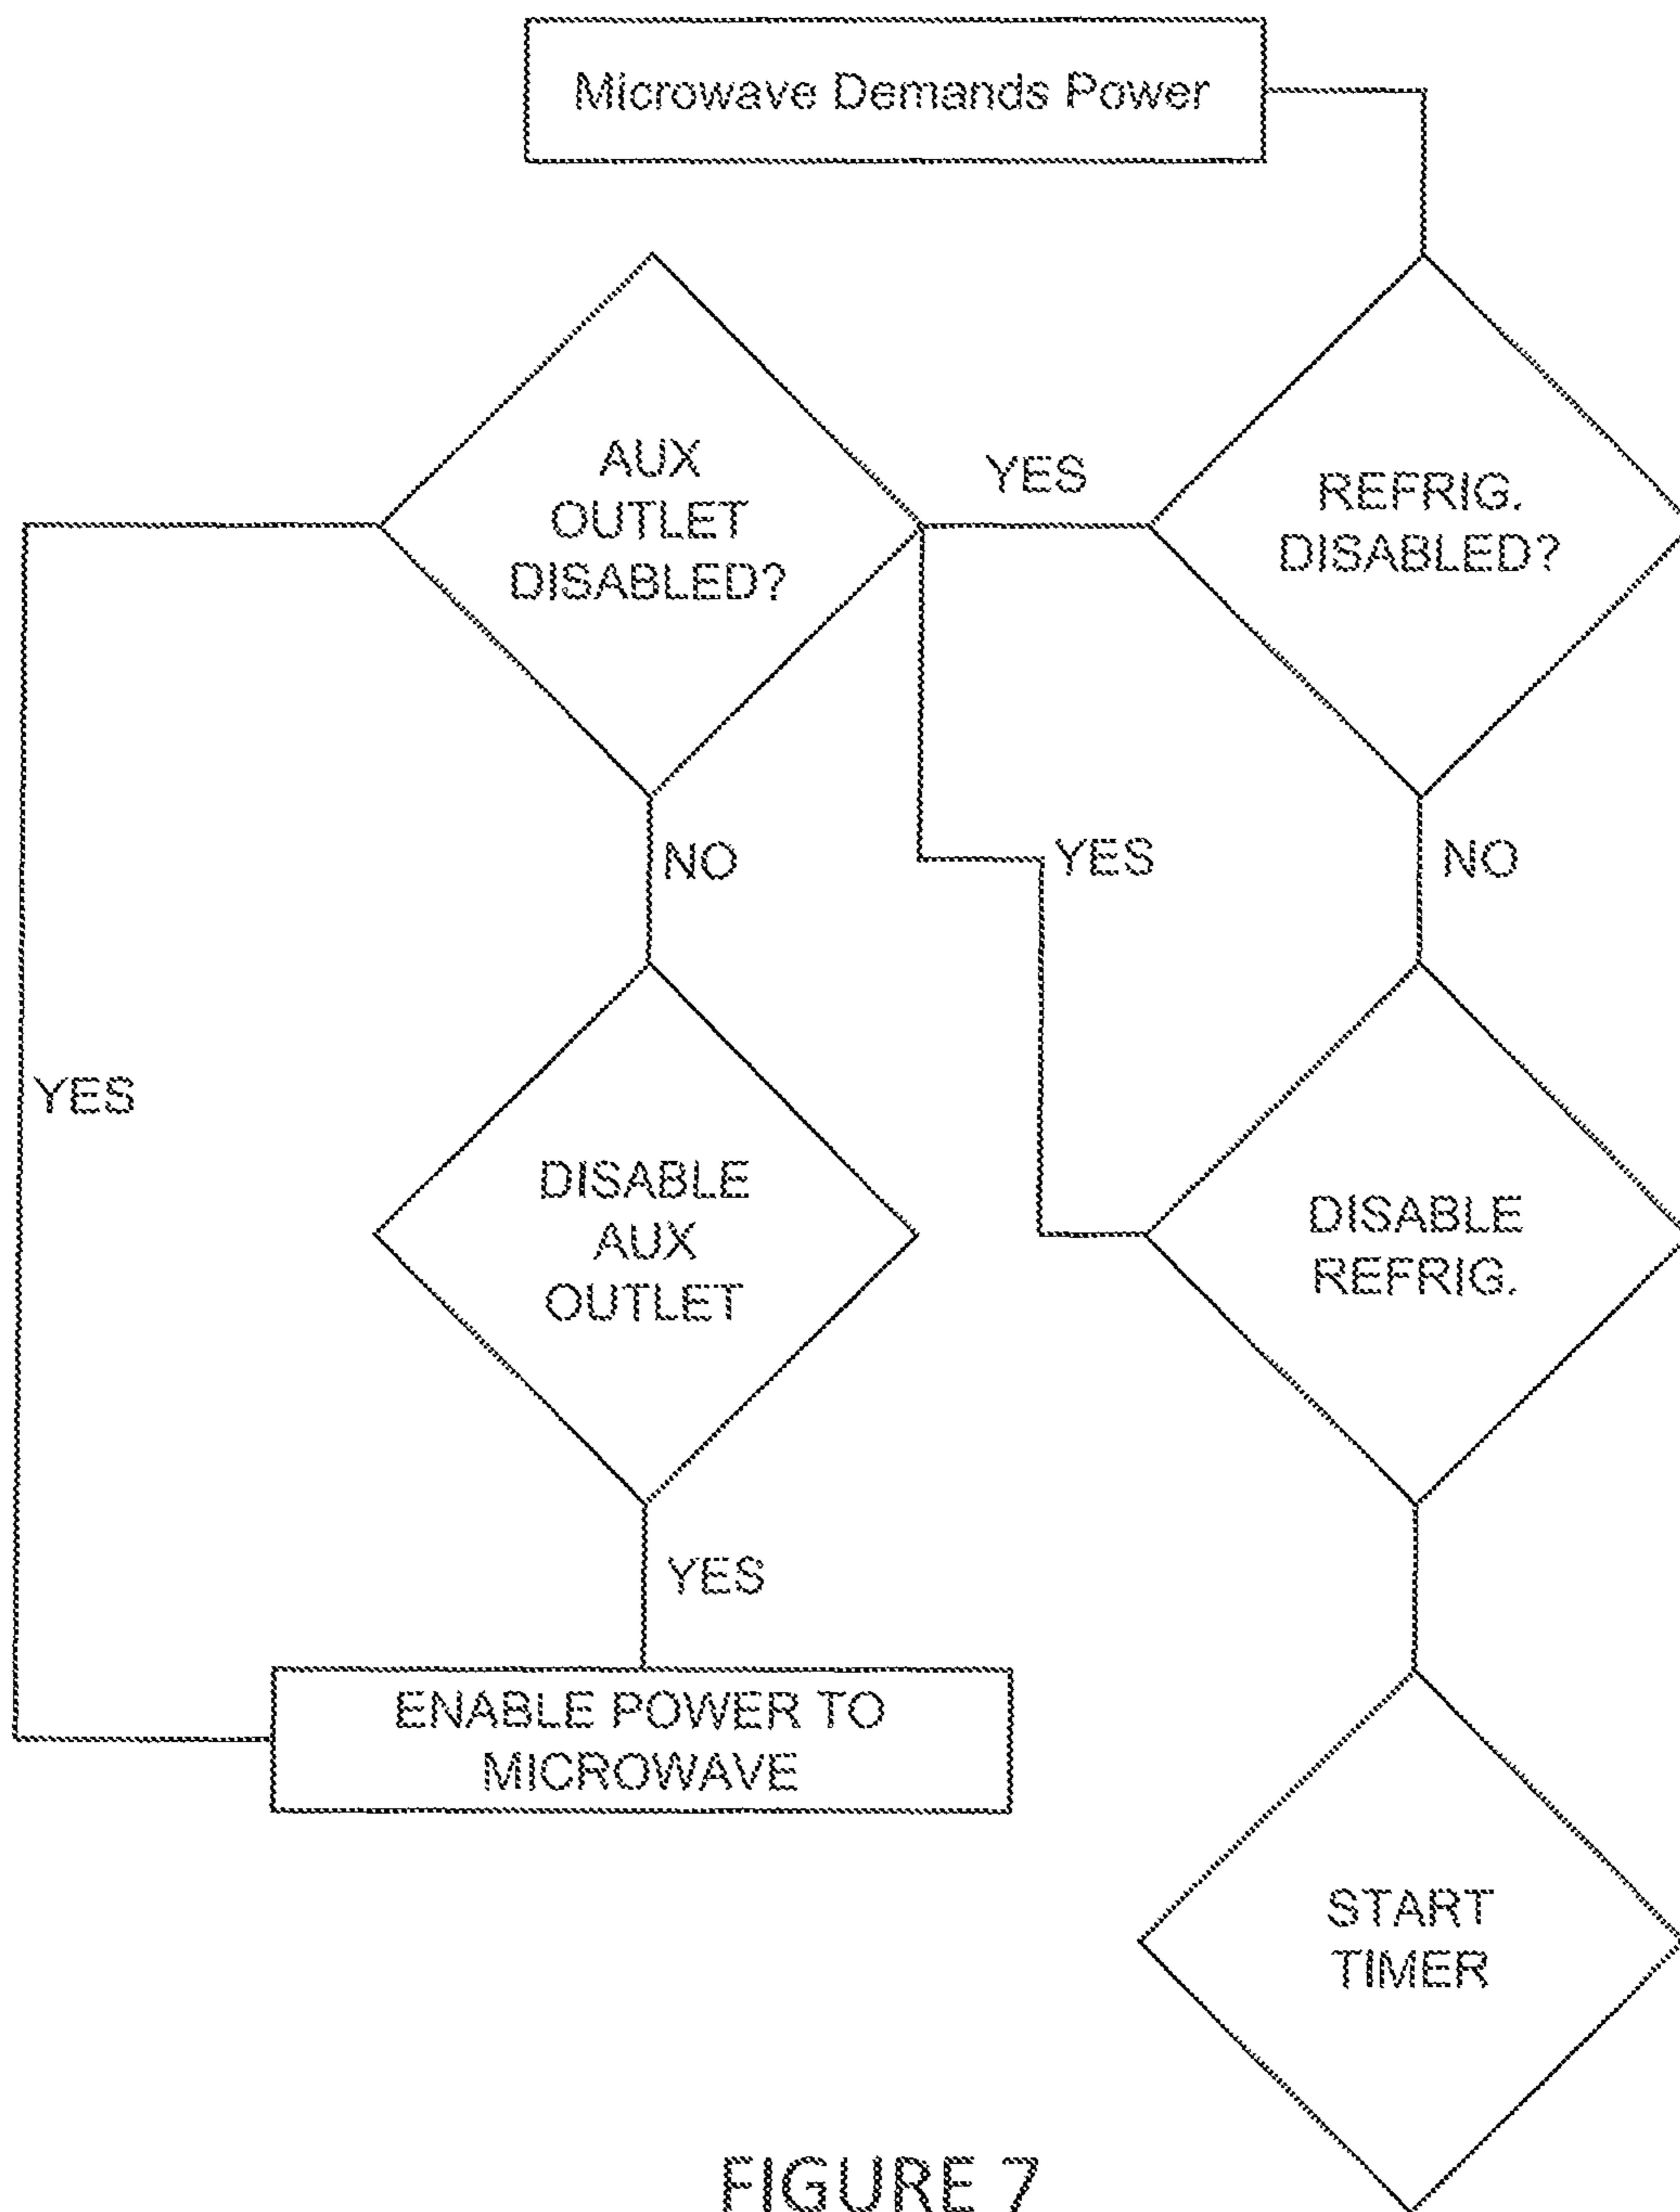 Microwave Demands Power
AUX
OUTLET
DISABLED?
YES
REFRIG.
DISABLED?
NO
YES
NO
YES
DISABLE
AUX
OUTLET
DISABLE
REFRIG.
YES
ENABLE POWER TO
MICROWAVE
START
TIMER
FIGURE 7